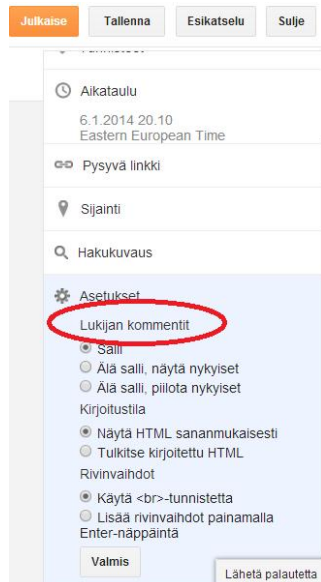 Julkaise Tallenna Esikatselu Sulje
Aikataulu
6.1.2014 20.10
Eastern European Time
Pysyvä linkki
Sijainti
Hakukuvaus
Asetukset
Lukijan kommentit
Salli
Älä salli, näytä nykyiset
Älä salli, piilota nykyiset
Kirjoitustila
Näytä HTML sananmukaisesti
Tulkitse kirjoitettu HTML
Rivinvaihdot
Käytä <br>-tunnistetta
Lisää rivinvaihdot painamalla
Enter-näppäintä
Valmis
Lähetä palautetta